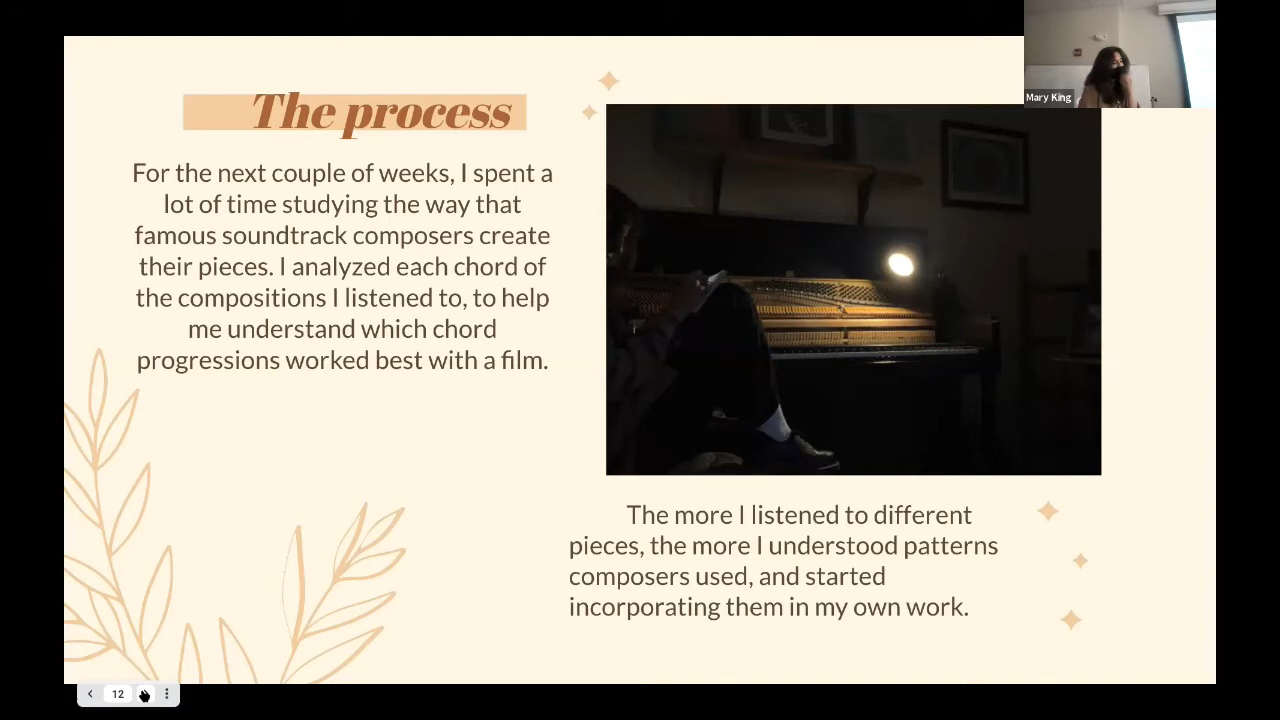 Mary King
The process
For the next couple of weeks, I spent a
lot of time studying the way that
famous soundtrack composers create
their pieces. I analyzed each chord of
the compositions I listened to, to help
me understand which chord
progressions worked best with a film.
The more I listened to different
pieces, the more I understood patterns
composers used, and started
incorporating them in my own work.
12